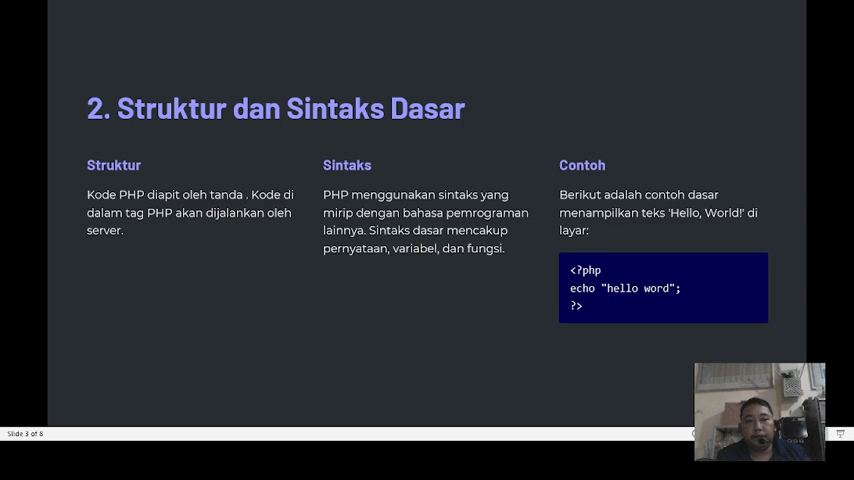 2. Struktur dan Sintaks Dasar
Struktur
Kode PHP diapit oleh tanda . Kode di
dalam tag PHP akan dijalankan oleh
server.
Sintaks
PHP menggunakan sintaks yang
mirip dengan bahasa pemrograman
lainnya. Sintaks dasar mencakup
pernyataan, variabel, dan fungsi.
Contoh
Berikut adalah contoh dasar
menampilkan teks 'Hello, World!' di
layar:
<?php
echo "hello word";
?>
Slide 3 of 8